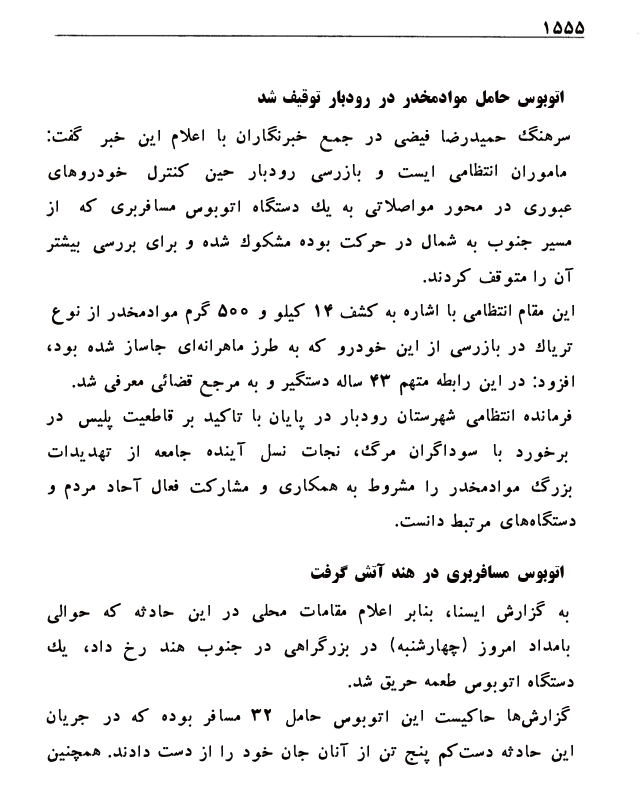 ۱۵۵۵
اتوبوس حامل موادمخدر در رودبار توقیف شد
سرهنگ حمیدرضا فیضی در جمع خبرنگاران با اعلام این خبر گفت:
ماموران انتظامی ایست و بازرسی رودبار حین کنترل خودروهای
عبوری در محور مواصلاتی به یك دستگاه اتوبوس مسافربری که از
مسیر جنوب به شمال در حرکت بوده مشکوك شده و برای بررسی بیشتر
آن را متوقف کردند.
این مقام انتظامی با اشاره به کشف ۱۴ کیلو و ۵۰۰ گرم موادمخدر از نوع
تریاك در بازرسی از این خودرو که به طرز ماهرانه‌ای جاساز شده بود،
افزود: در این رابطه متهم ۴۳ ساله دستگیر و به مرجع قضائی معرفی شد.
فرمانده انتظامی شهرستان رودبار در پایان با تاکید بر قاطعیت پلیس در
برخورد با سوداگران مرگ، نجات نسل آینده جامعه از تهدیدات
بزرگ موادمخدر را مشروط به همکاری و مشارکت فعال آحاد مردم و
دستگاه‌های مرتبط دانست.
اتوبوس مسافربری در هند آتش گرفت
به گزارش ایسنا، بنابر اعلام مقامات محلی در این حادثه که حوالی
بامداد امروز (چهارشنبه) در بزرگراهی در جنوب هند رخ داد، یك
دستگاه اتوبوس طعمه حریق شد.
گزارش‌ها حاکیست این اتوبوس حامل ۳۲ مسافر بوده که در جریان
این حادثه دست‌کم پنج تن از آنان جان خود را از دست دادند. همچنین